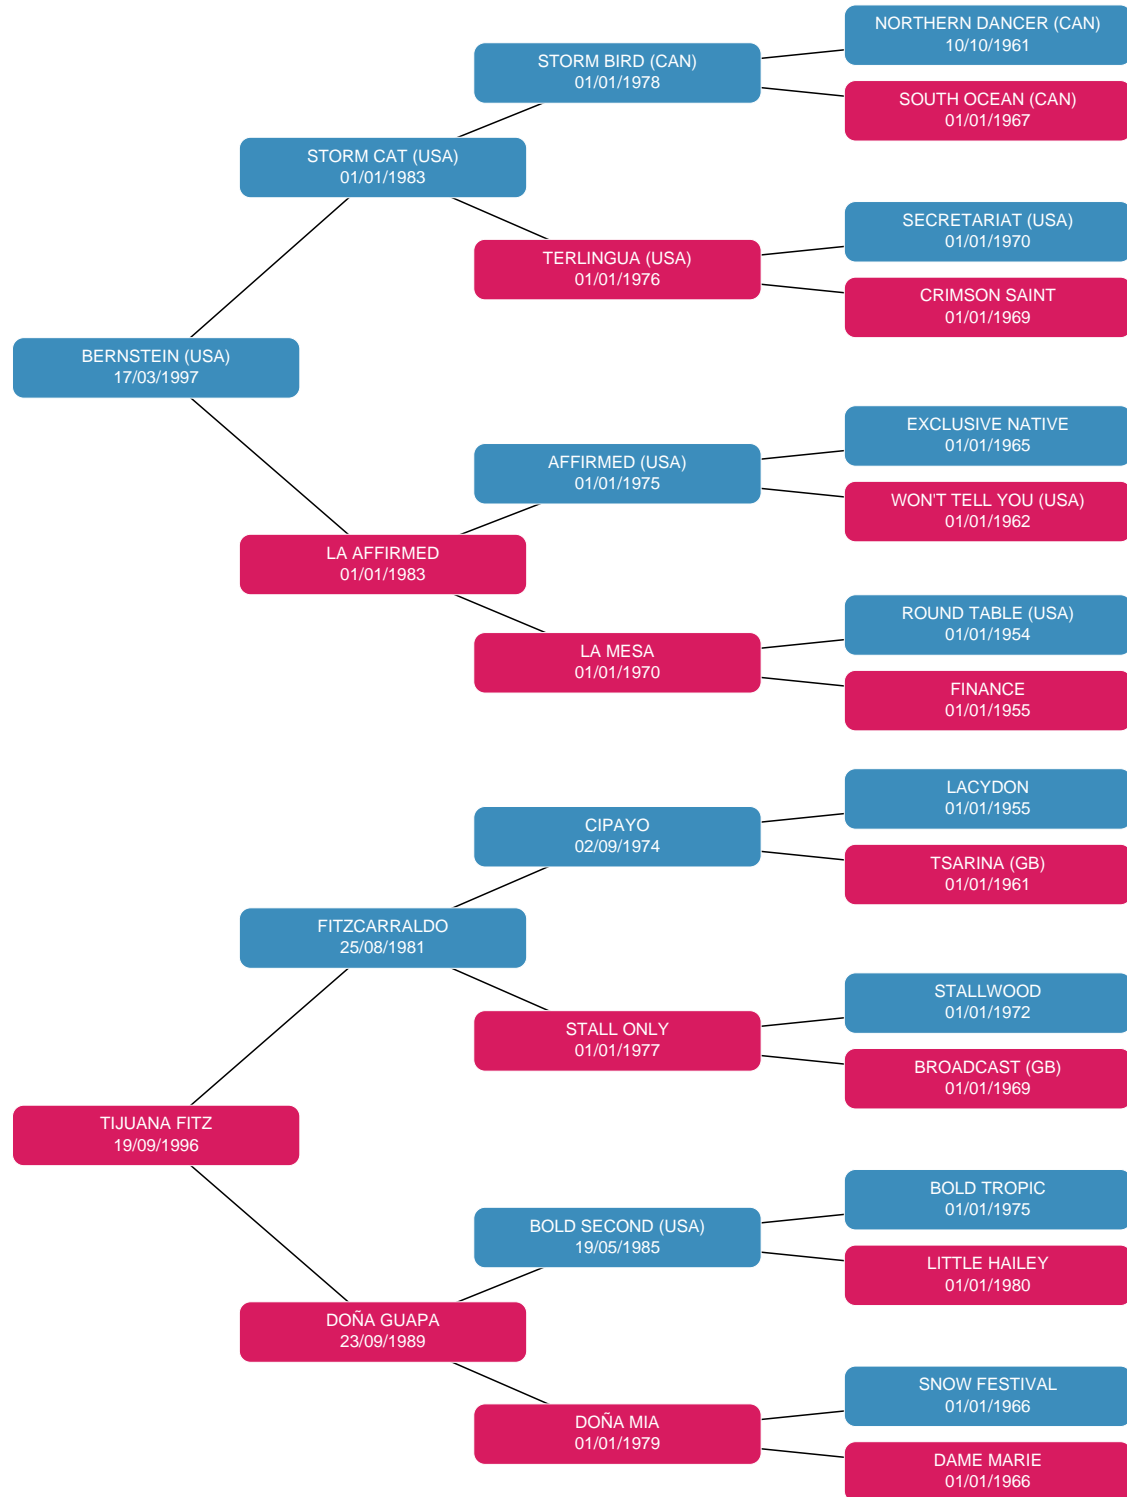 NORTHERN DANCER (CAN)
10/10/1961
STORM BIRD (CAN)
01/01/1978
SOUTH OCEAN (CAN)
01/01/1967
STORM CAT (USA)
01/01/1983
SECRETARIAT (USA)
01/01/1970
TERLINGUA (USA)
01/01/1976
CRIMSON SAINT
01/01/1969
BERNSTEIN (USA)
17/03/1997
EXCLUSIVE NATIVE
01/01/1965
AFFIRMED (USA)
01/01/1975
WON'T TELL YOU (USA)
01/01/1962
LA AFFIRMED
01/01/1983
ROUND TABLE (USA)
01/01/1954
LA MESA
01/01/1970
FINANCE
01/01/1955
LACYDON
01/01/1955
CIPAYO
02/09/1974
TSARINA (GB)
01/01/1961
FITZCARRALDO
25/08/1981
STALLWOOD
01/01/1972
STALL ONLY
01/01/1977
BROADCAST (GB)
01/01/1969
TIJUANA FITZ
19/09/1996
BOLD TROPIC
01/01/1975
BOLD SECOND (USA)
19/05/1985
LITTLE HAILEY
01/01/1980
DOÑA GUAPA
23/09/1989
SNOW FESTIVAL
01/01/1966
DOÑA MIA
01/01/1979
DAME MARIE
01/01/1966